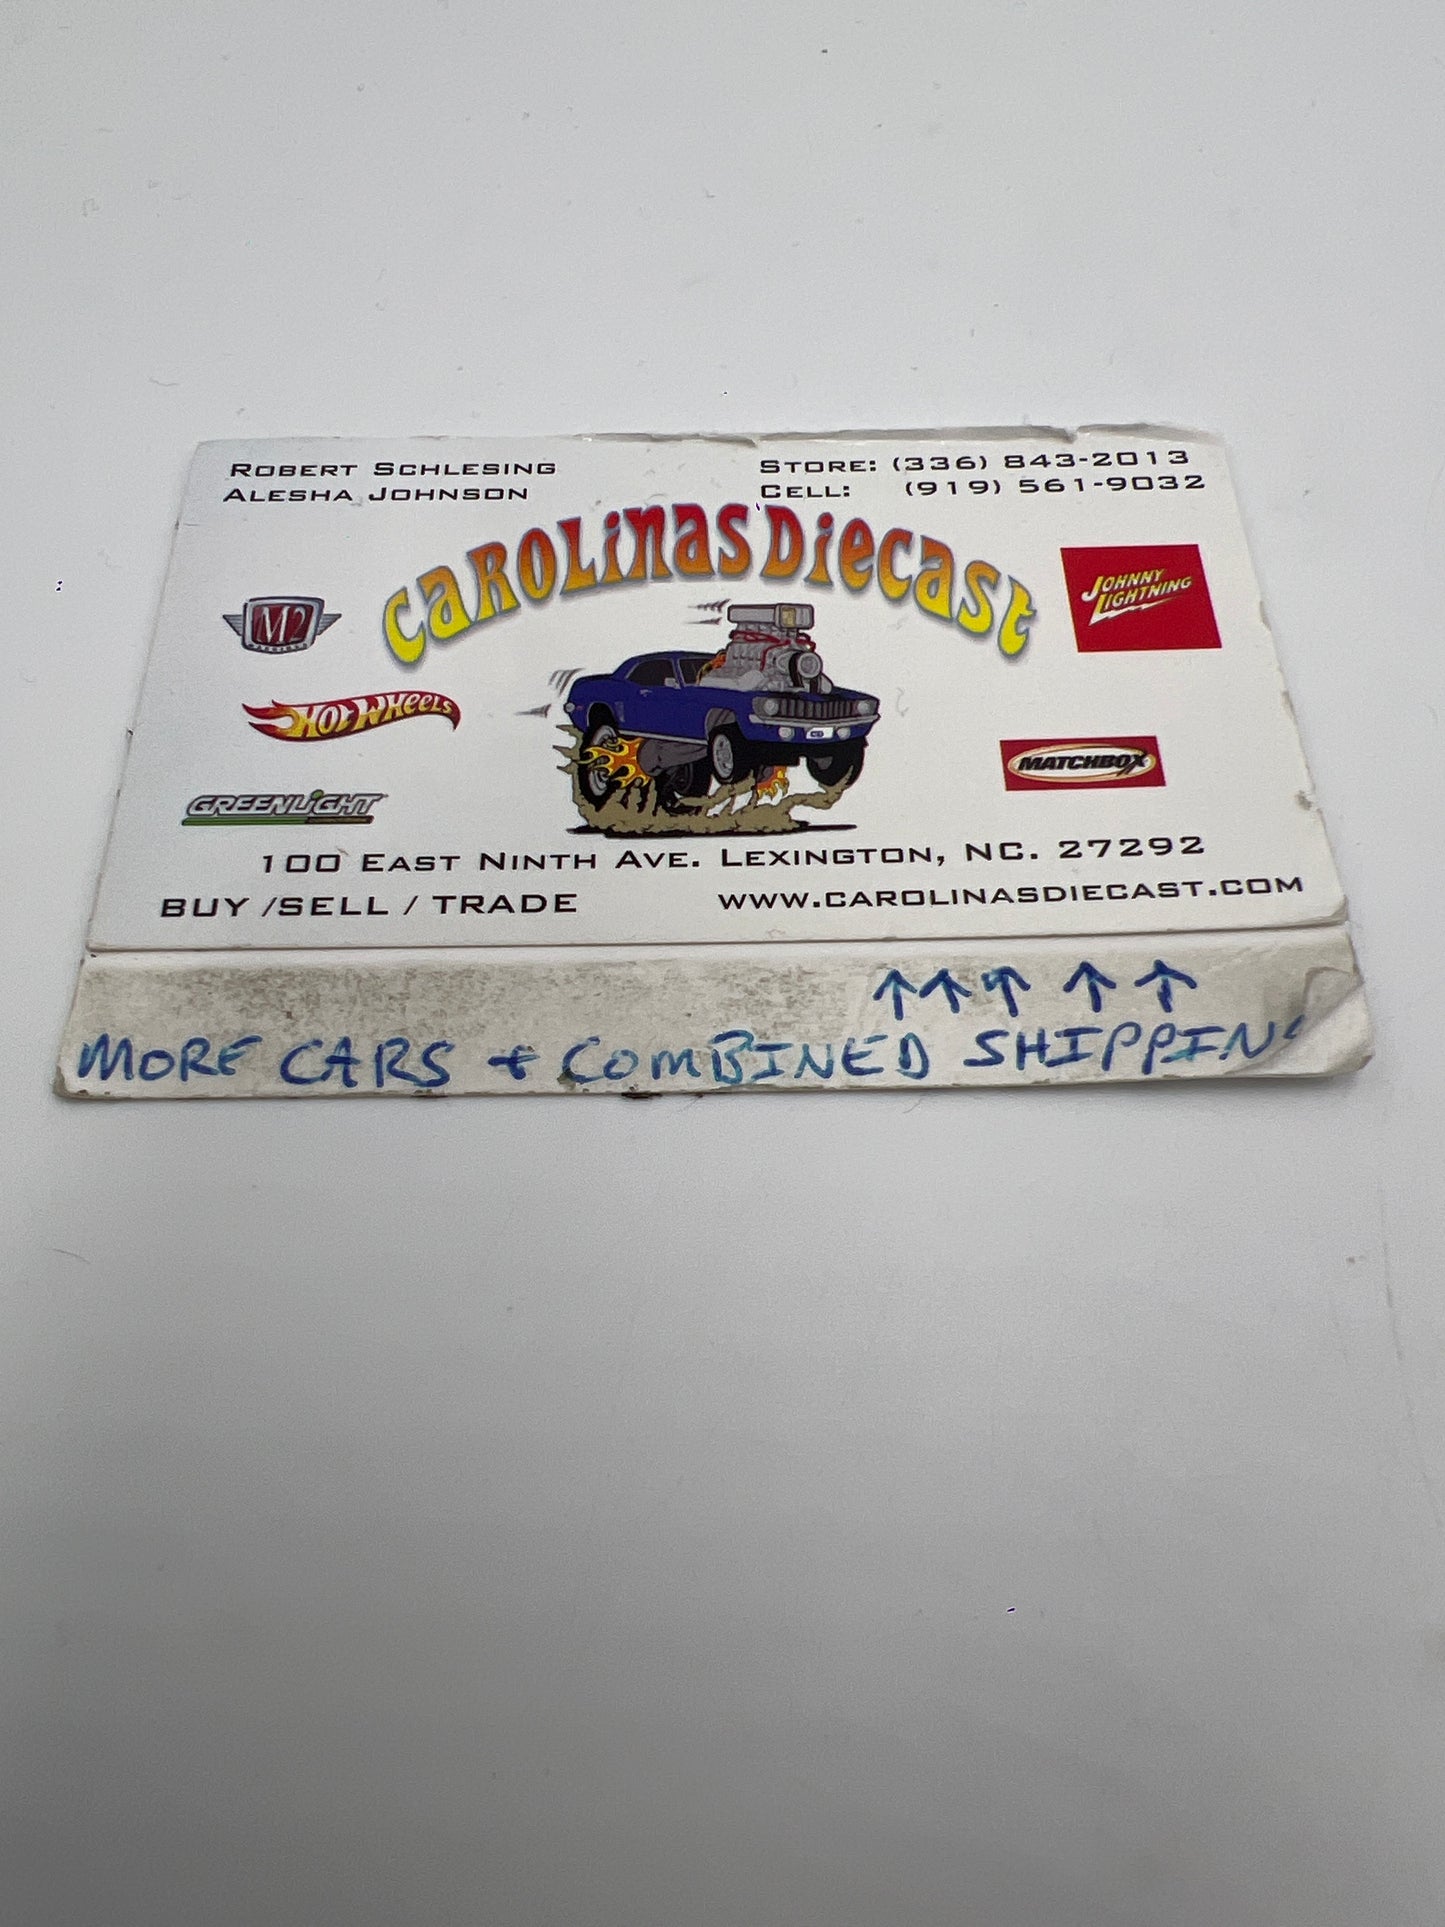 ROBERT SCHLESING
ALESHA JOHNSON
STORE: (336) 843-2013
CELL: (919) 561-9032
CAROLINAS DIECAST
M2
JOHNNY
LIGHTNING
HOT WHEELS
MATCHBOX
GREENLIGHT
100 EAST NINTH AVE. LEXINGTON, NC. 27292
BUY /SELL / TRADE
WWW.CAROLINASDIECAST.COM
↑↑↑ ↑ ↑
MORE CARS + COMBINED SHIPPING